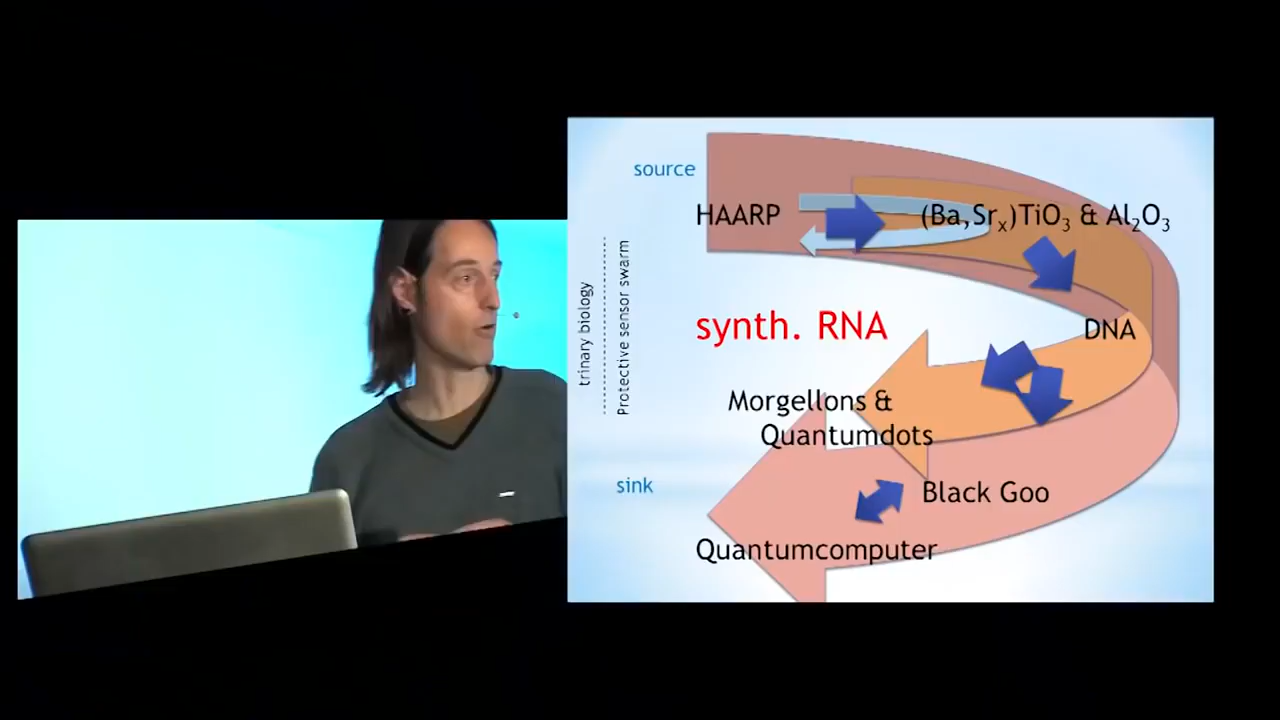 source
HAARP
(Ba,Srₓ)TiO₃ & Al₂O₃
trinary biology
Protective sensor swarm
synth. RNA
DNA
Morgellons &
Quantumdots
sink
Black Goo
Quantumcomputer